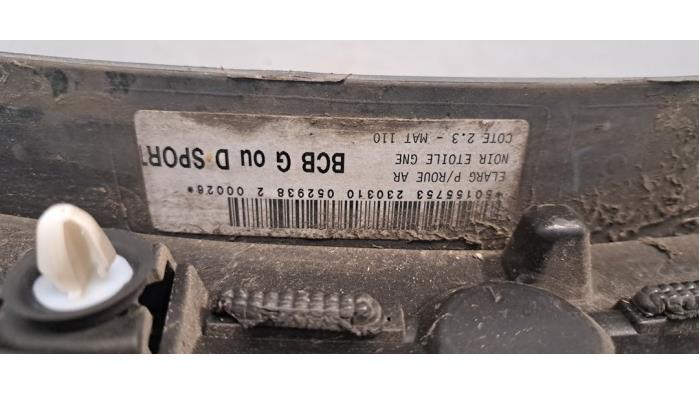 *50155753 230310 052938 2 00026*
ELARG P/ROUE AR
NOIR ETOILE GNE
COTE 2.3 - MAT 110
BCB G ou D SPORT